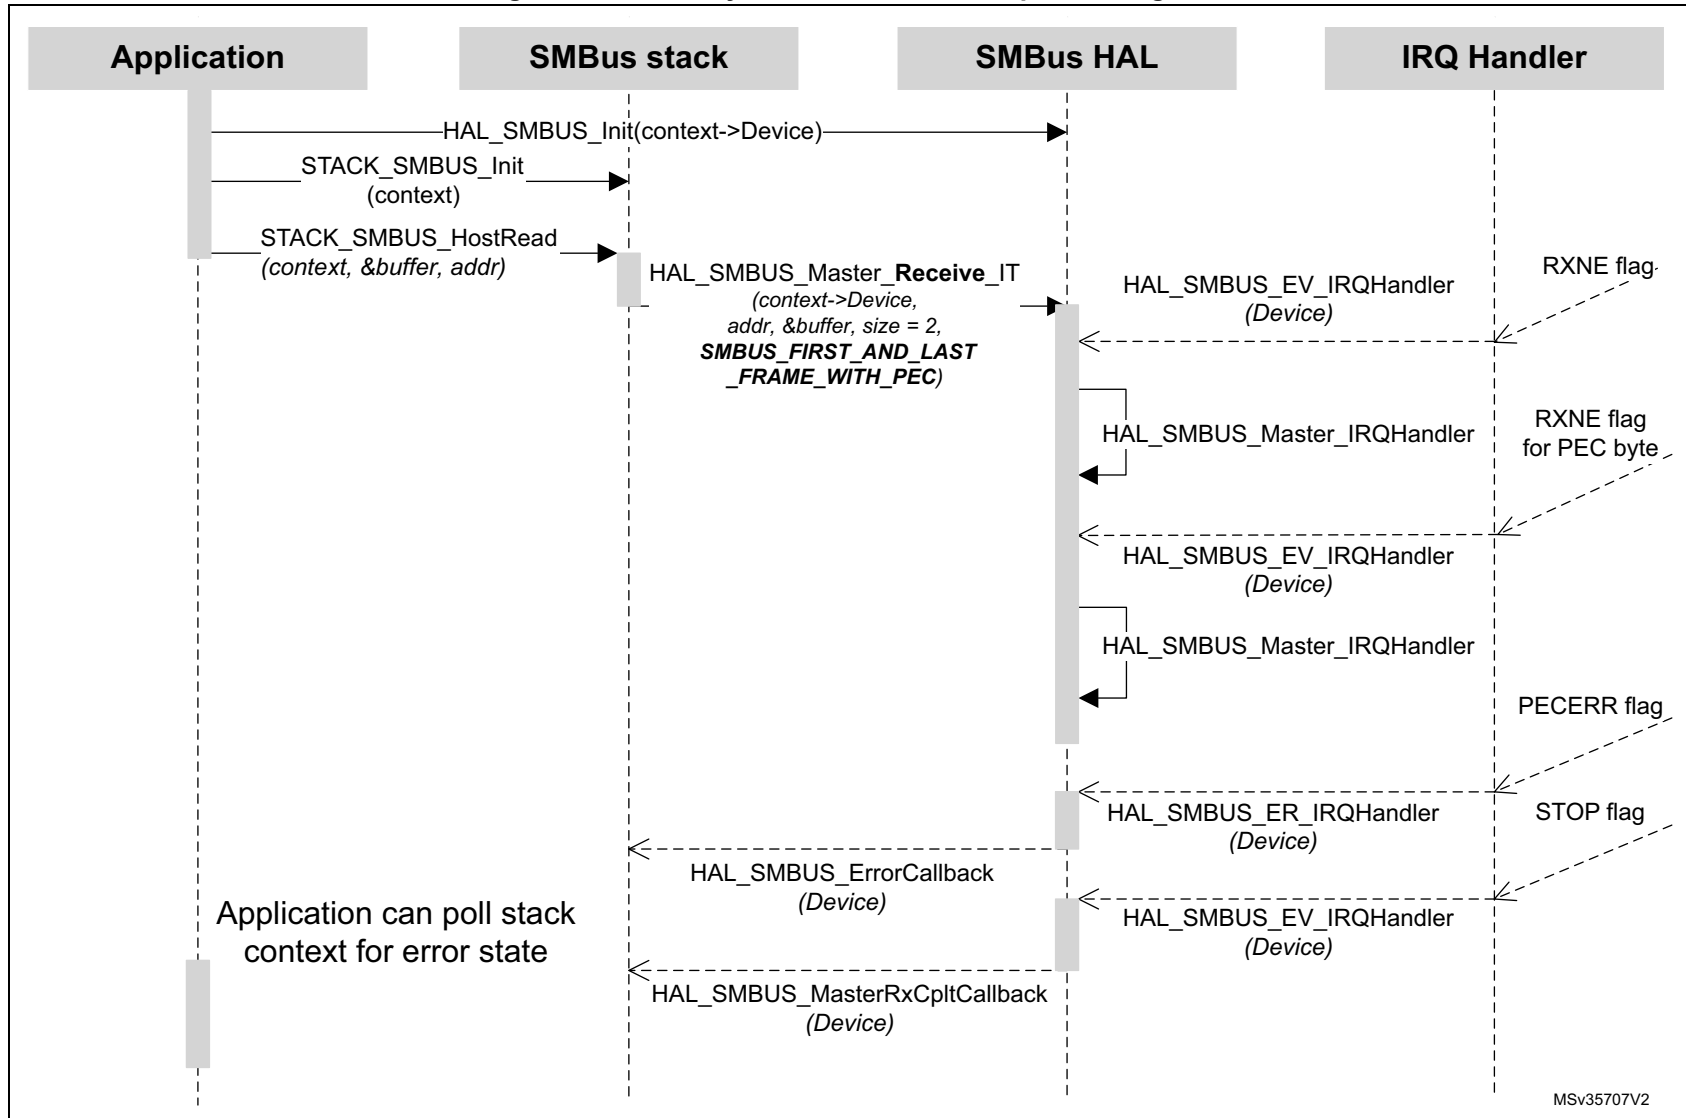 Application
SMBus stack
SMBus HAL
IRQ Handler
HAL_SMBUS_Init(context->Device)
STACK_SMBUS_Init
(context)
STACK_SMBUS_HostRead
(context, &buffer, addr)
HAL_SMBUS_Master_Receive_IT
(context->Device,
addr, &buffer, size = 2,
SMBUS_FIRST_AND_LAST
_FRAME_WITH_PEC)
RXNE flag
HAL_SMBUS_EV_IRQHandler
(Device)
HAL_SMBUS_Master_IRQHandler
RXNE flag
for PEC byte
HAL_SMBUS_EV_IRQHandler
(Device)
HAL_SMBUS_Master_IRQHandler
PECERR flag
HAL_SMBUS_ER_IRQHandler
(Device)
STOP flag
HAL_SMBUS_ErrorCallback
(Device)
HAL_SMBUS_EV_IRQHandler
(Device)
Application can poll stack
context for error state
HAL_SMBUS_MasterRxCpltCallback
(Device)
MSv35707V2